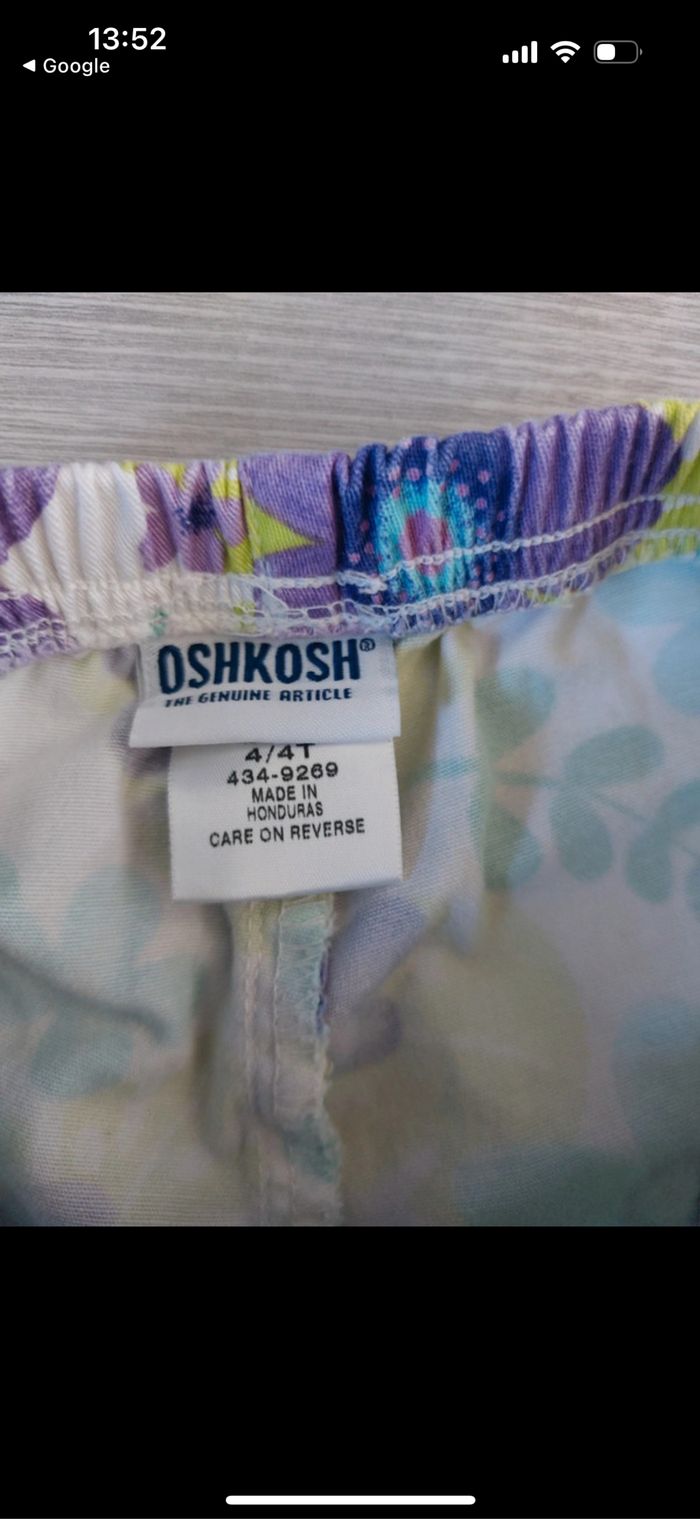 13:52
◀ Google
OSHKOSH®
THE GENUINE ARTICLE
4/4T
434-9269
MADE IN
HONDURAS
CARE ON REVERSE